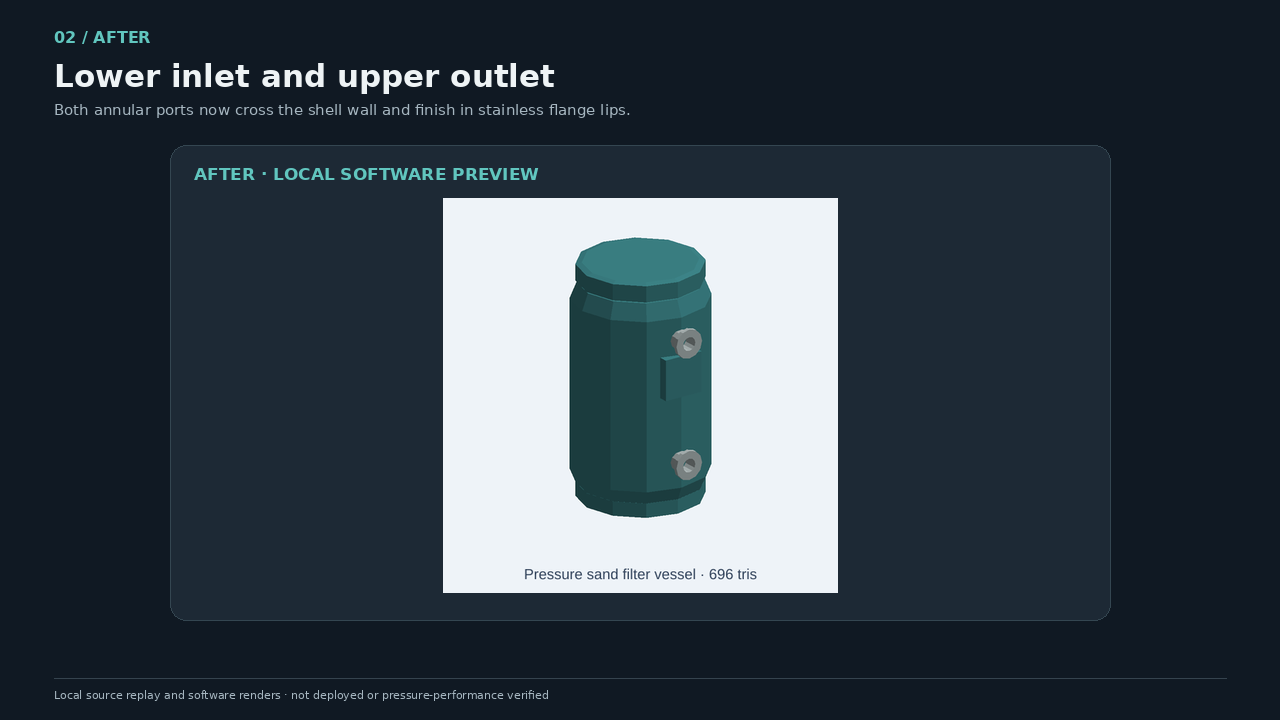 02 / AFTER
Lower inlet and upper outlet
Both annular ports now cross the shell wall and finish in stainless flange lips.
AFTER · LOCAL SOFTWARE PREVIEW
Pressure sand filter vessel · 696 tris
Local source replay and software renders · not deployed or pressure-performance verified